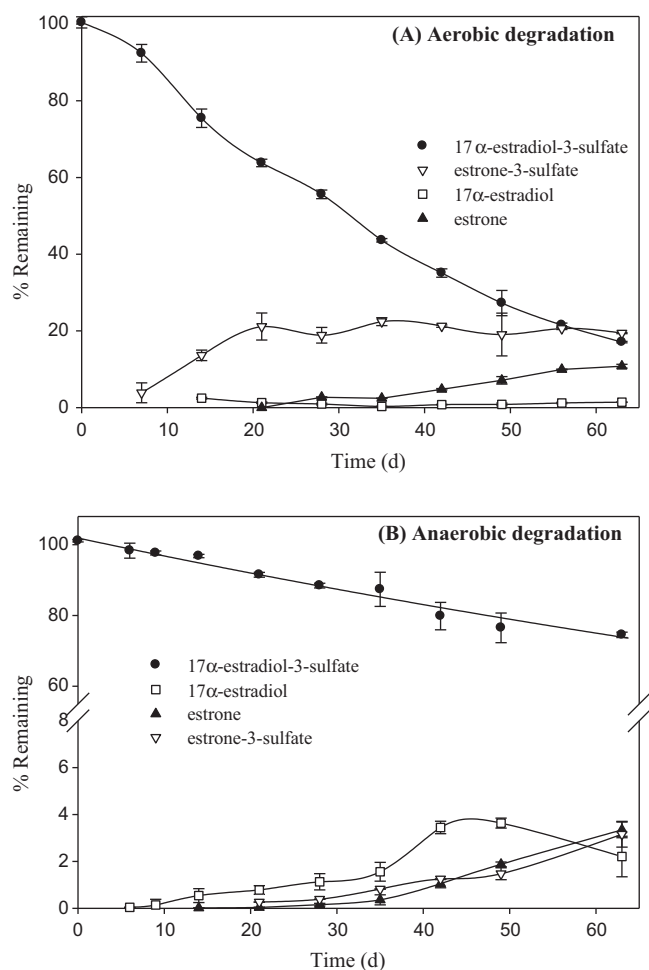 (A) Aerobic degradation
100
80
60
40
20
0
% Remaining
17α-estradiol-3-sulfate
estrone-3-sulfate
17α-estradiol
estrone
0 10 20 30 40 50 60
Time (d)
(B) Anaerobic degradation
100
80
60
8
6
4
2
0
% Remaining
17α-estradiol-3-sulfate
17α-estradiol
estrone
estrone-3-sulfate
0 10 20 30 40 50 60
Time (d)